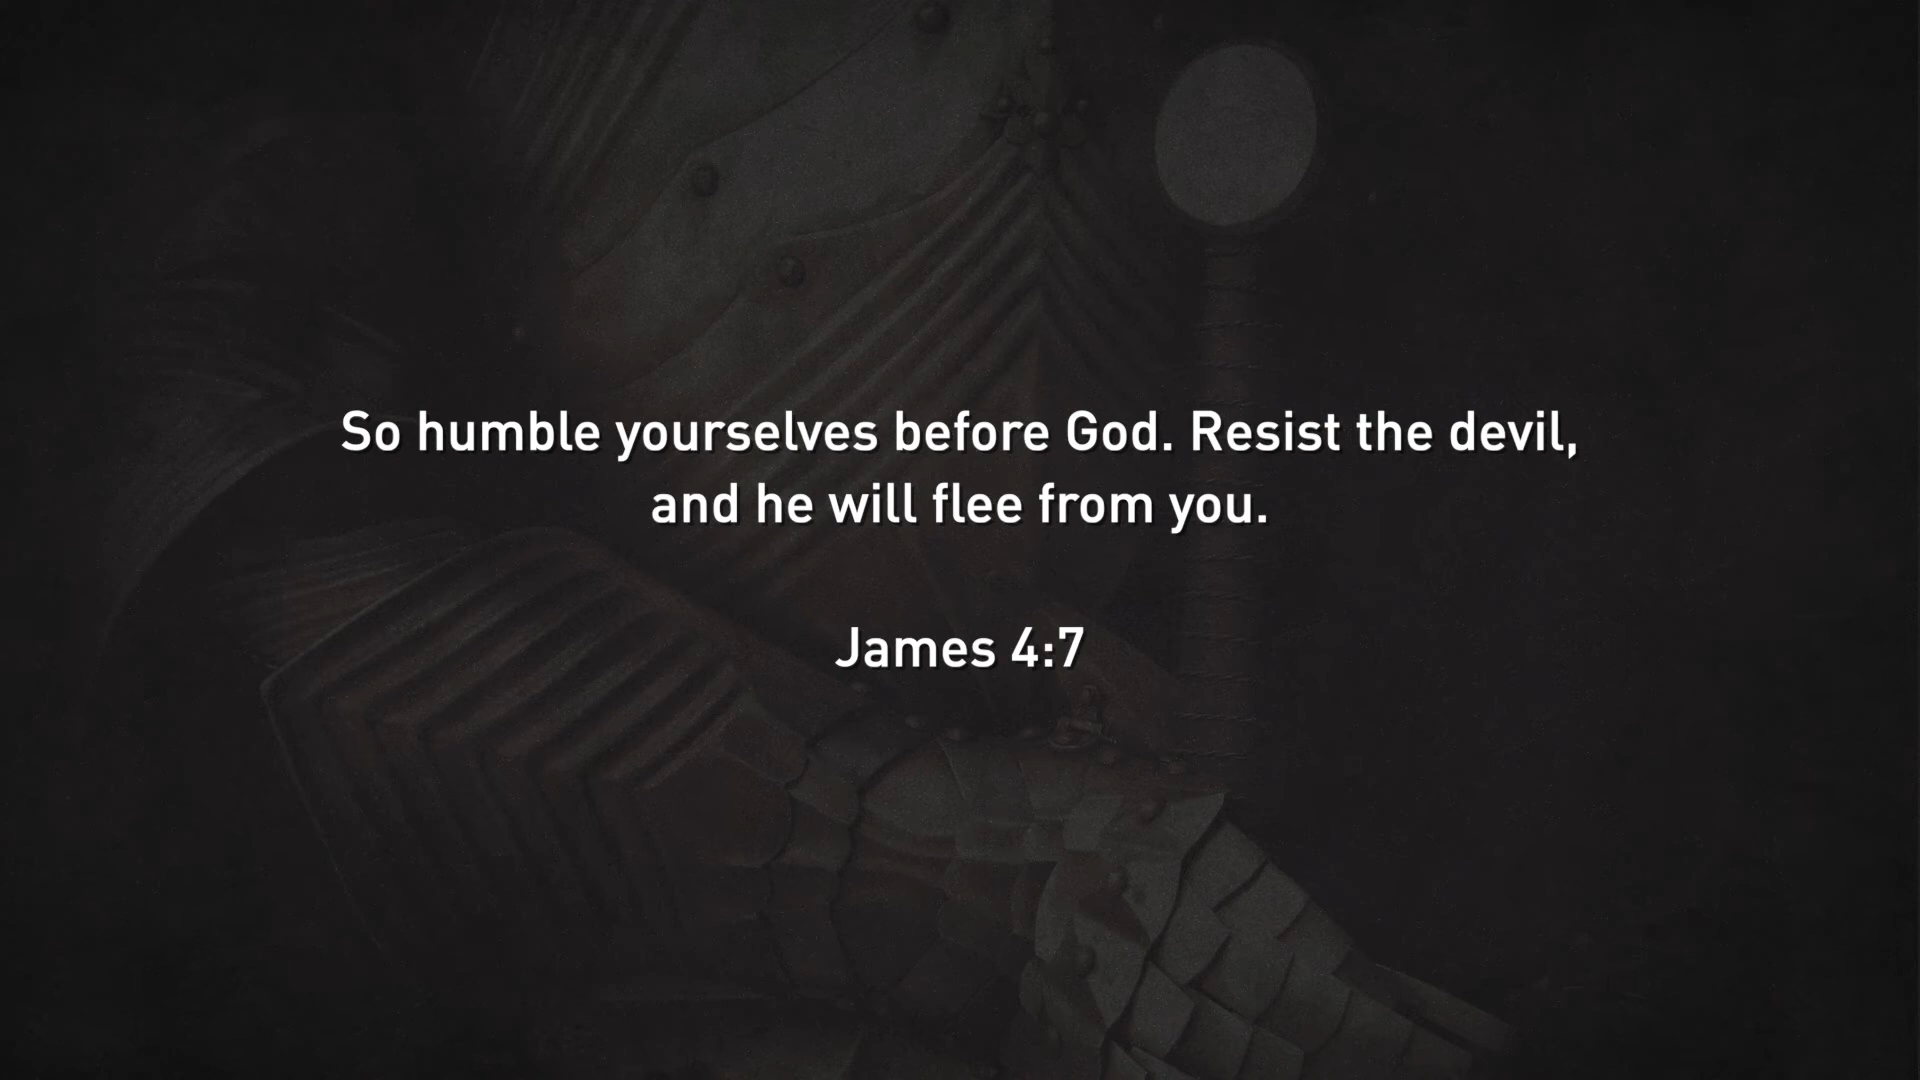 So humble yourselves before God. Resist the devil,
and he will flee from you.
James 4:7